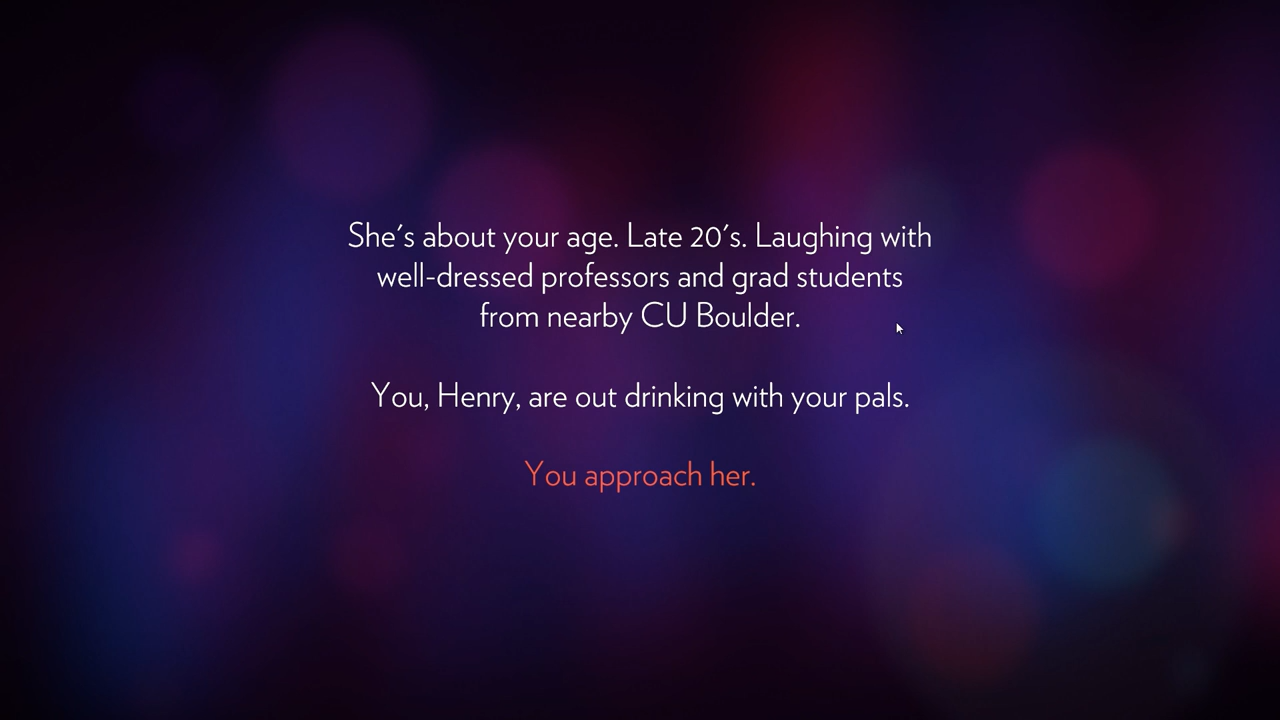 She's about your age. Late 20's. Laughing with
well-dressed professors and grad students
from nearby CU Boulder.
You, Henry, are out drinking with your pals.
You approach her.